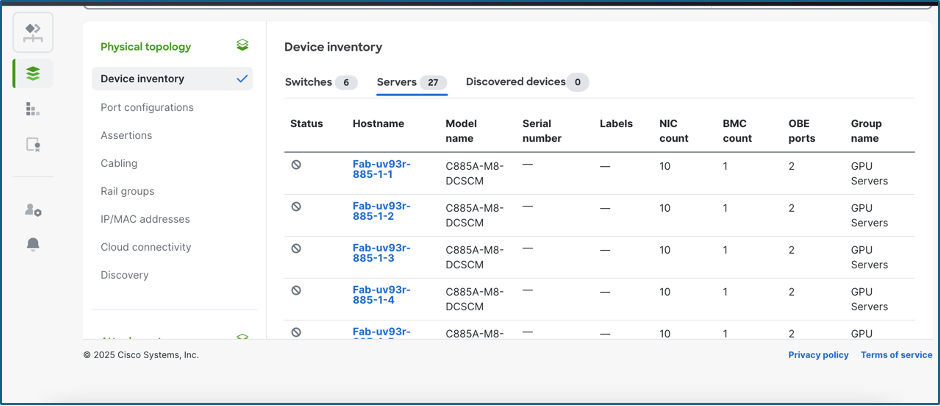 Physical topology
Device inventory
Port configurations
Assertions
Cabling
Rail groups
IP/MAC addresses
Cloud connectivity
Discovery
Device inventory
Switches 6 Servers 27 Discovered devices 0
Status Hostname Model name Serial number Labels NIC count BMC count OBE ports Group name
Fab-uv93r-885-1-1 C885A-M8-DCSCM — — 10 1 2 GPU Servers
Fab-uv93r-885-1-2 C885A-M8-DCSCM — — 10 1 2 GPU Servers
Fab-uv93r-885-1-3 C885A-M8-DCSCM — — 10 1 2 GPU Servers
Fab-uv93r-885-1-4 C885A-M8-DCSCM — — 10 1 2 GPU Servers
Fab-uv93r- C885A-M8- — — 10 1 2 GPU
© 2025 Cisco Systems, Inc.
Privacy policy Terms of service